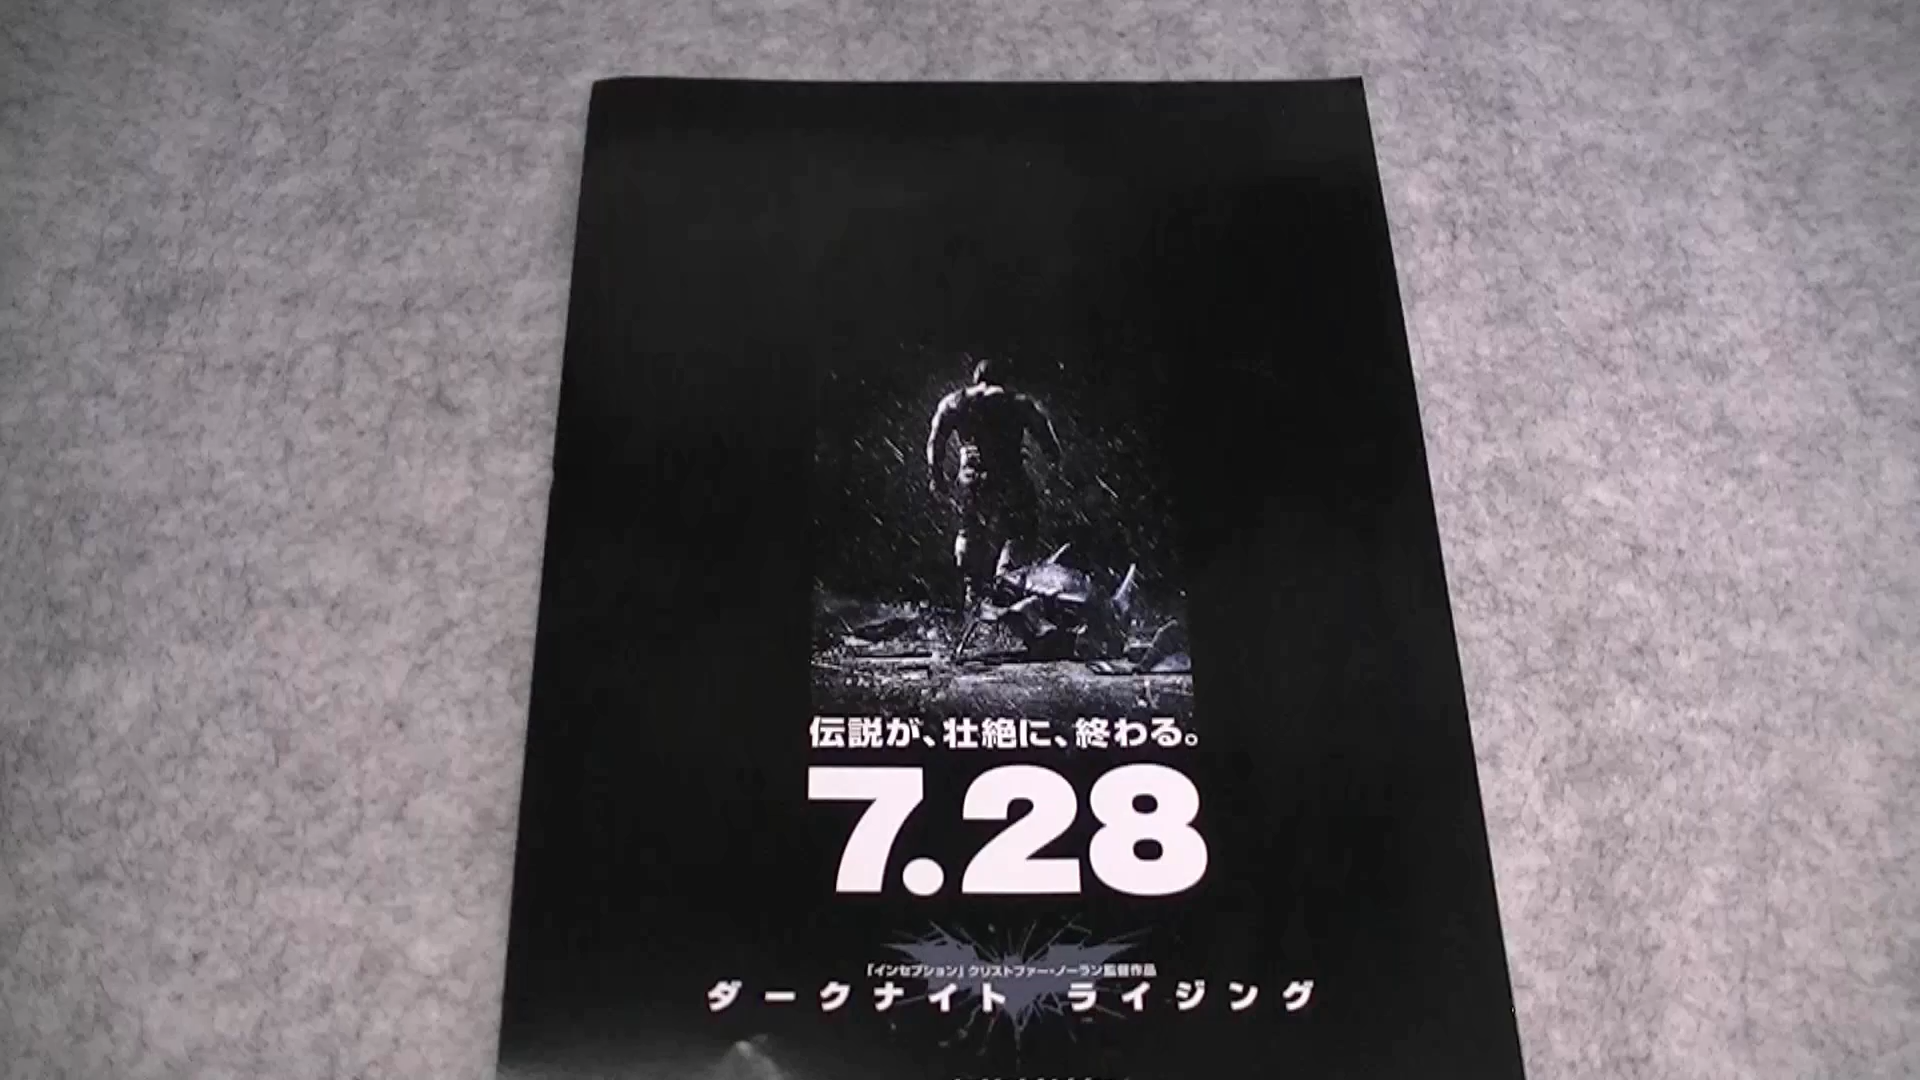 伝説が、壮絶に、終わる。
7.28
「インセプション」クリストファー・ノーラン監督作品
ダークナイト ライジング